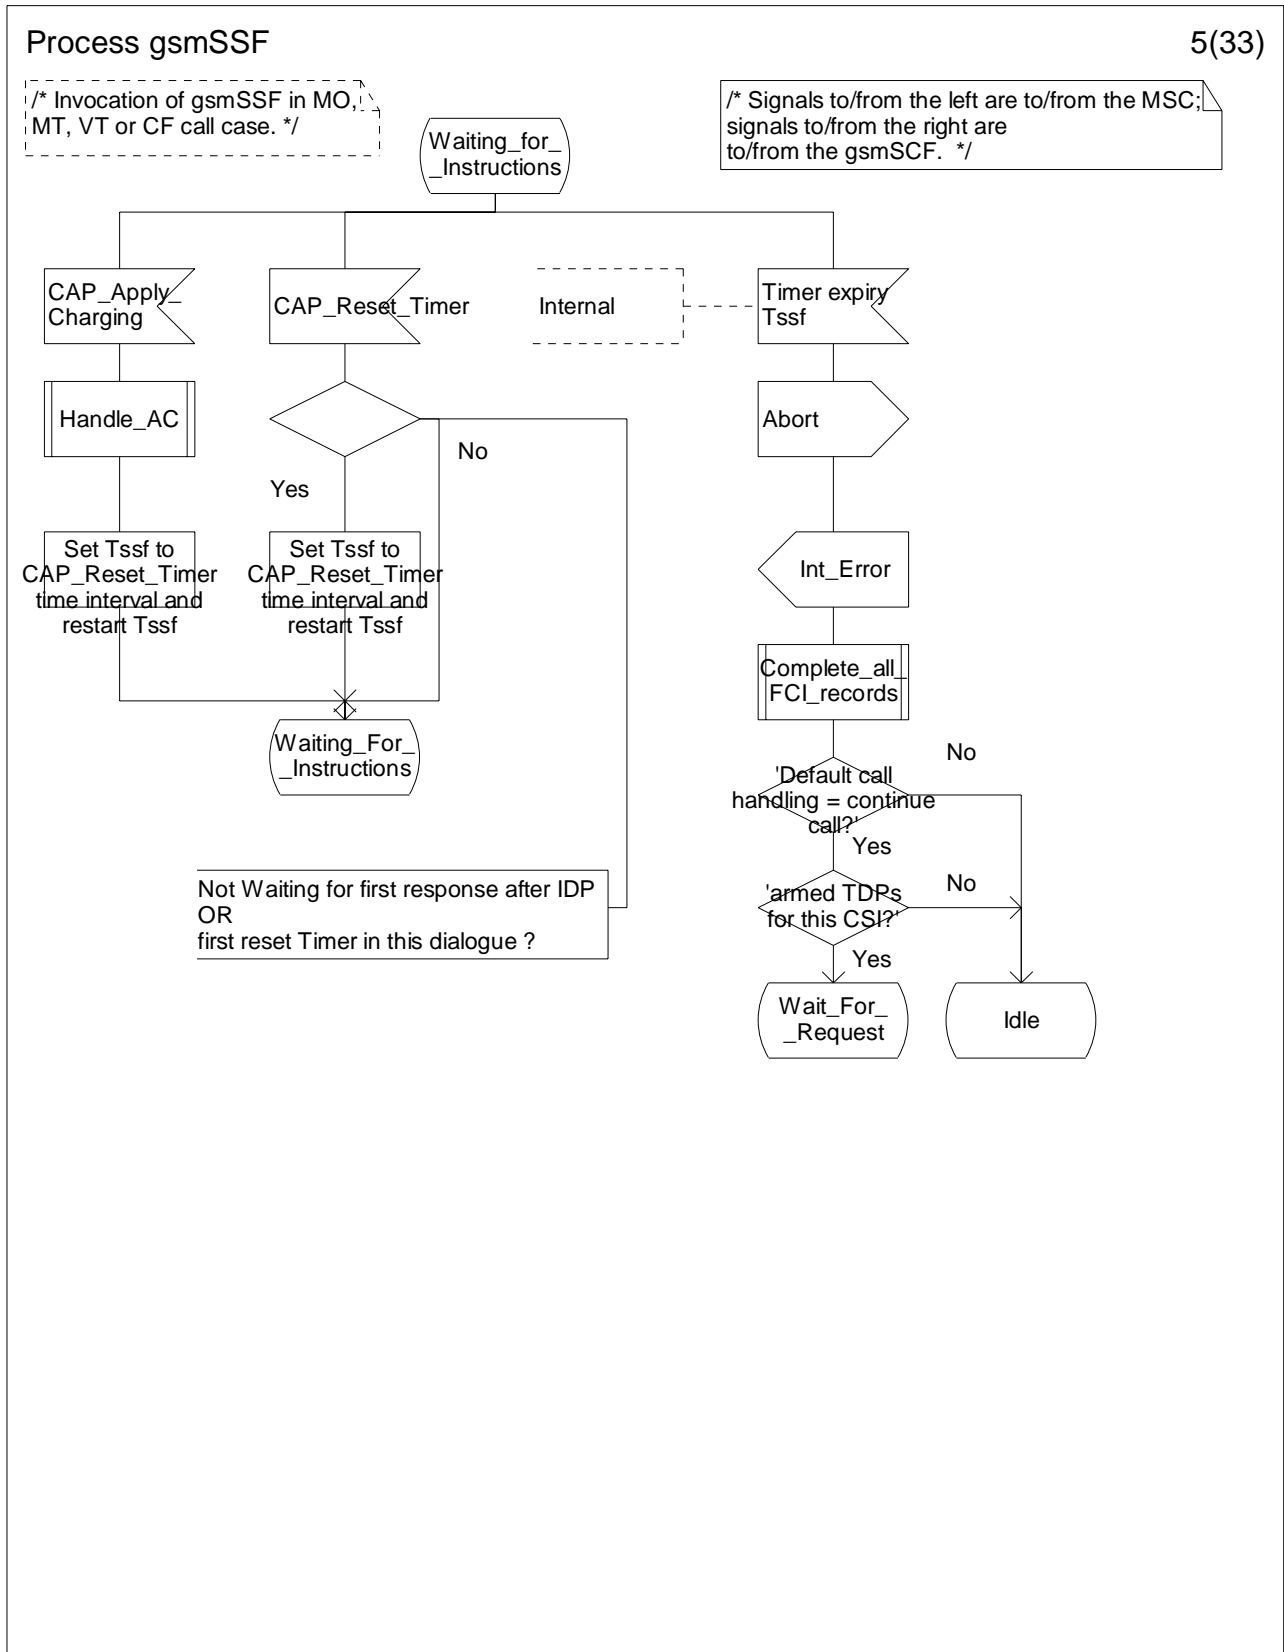 Process gsmSSF
5(33)
/* Invocation of gsmSSF in MO,
MT, VT or CF call case. */
/* Signals to/from the left are to/from the MSC;
signals to/from the right are
to/from the gsmSCF.  */
Waiting_for_
_Instructions
CAP_Apply_
Charging
CAP_Reset_Timer
Internal
Timer expiry
Tssf
Handle_AC
Abort
No
Yes
Set Tssf to
CAP_Reset_Timer
time interval and
restart Tssf
Set Tssf to
CAP_Reset_Timer
time interval and
restart Tssf
Int_Error
Complete_all_
FCI_records
Waiting_For_
_Instructions
'Default call
handling = continue
call?'
No
Yes
Not Waiting for first response after IDP
OR
first reset Timer in this dialogue ?
'armed TDPs
for this CSI?'
No
Yes
Wait_For_
_Request
Idle